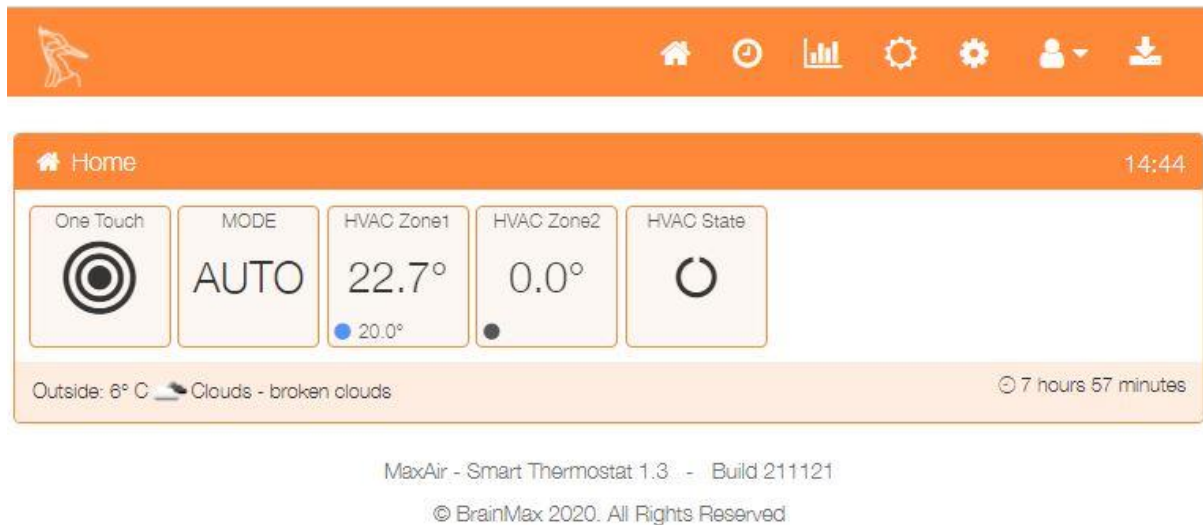 Home 14:44
One Touch MODE HVAC Zone1 HVAC Zone2 HVAC State
AUTO 22.7° 0.0°
20.0°
Outside: 6° C Clouds - broken clouds 7 hours 57 minutes
MaxAir - Smart Thermostat 1.3 - Build 211121
© BrainMax 2020. All Rights Reserved